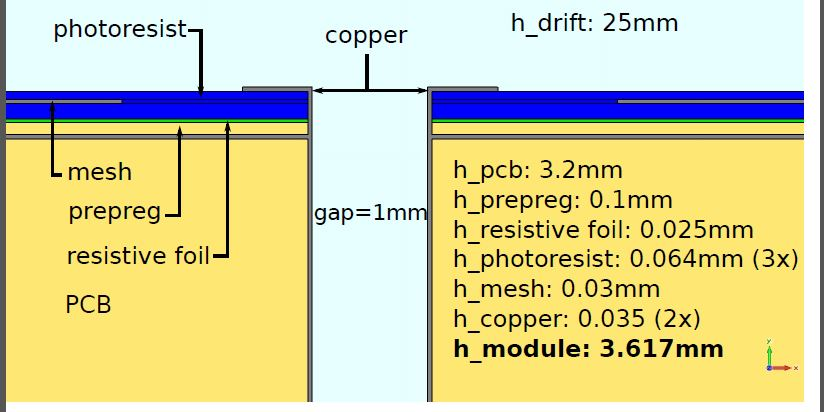 photoresist
copper
h_drift: 25mm
mesh
prepreg
gap=1mm
resistive foil
PCB
h_pcb: 3.2mm
h_prepreg: 0.1mm
h_resistive foil: 0.025mm
h_photoresist: 0.064mm (3x)
h_mesh: 0.03mm
h_copper: 0.035 (2x)
h_module: 3.617mm
y
x